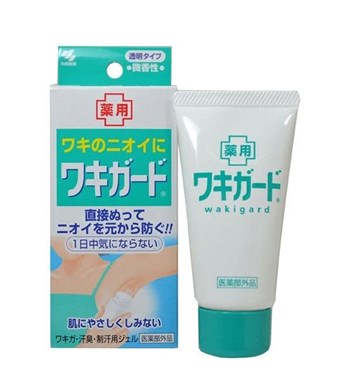 小林製薬
透明タイプ
・微香性・
薬用
ワキのニオイに
ワキガード®
直接ぬって
ニオイを元から防ぐ!!
1日中気にならない
肌にやさしくしみない
ワキガ・汗臭・制汗用ジェル 医薬部外品
薬用
ワキガード®
wakigard
医薬部外品